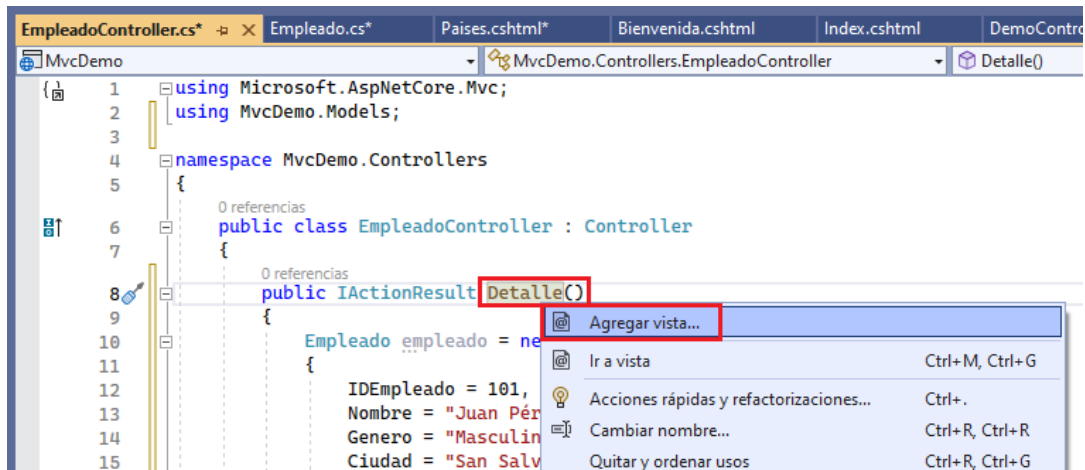 EmpleadoController.cs* Empleado.cs* Paises.cshtml* Bienvenida.cshtml Index.cshtml DemoContro
MvcDemo MvcDemo.Controllers.EmpleadoController Detalle()
1 using Microsoft.AspNetCore.Mvc;
2 using MvcDemo.Models;
3
4 namespace MvcDemo.Controllers
5 {
0 referencias
6 public class EmpleadoController : Controller
7 {
0 referencias
8 public IActionResult Detalle()
9 {
Agregar vista...
10 Empleado empleado = ne
11 {
Ir a vista Ctrl+M, Ctrl+G
12 IDEmpleado = 101,
Acciones rápidas y refactorizaciones... Ctrl+.
13 Nombre = "Juan Pér
14 Genero = "Masculin
Cambiar nombre... Ctrl+R, Ctrl+R
15 Ciudad = "San Salv
Quitar y ordenar usos Ctrl+R, Ctrl+G